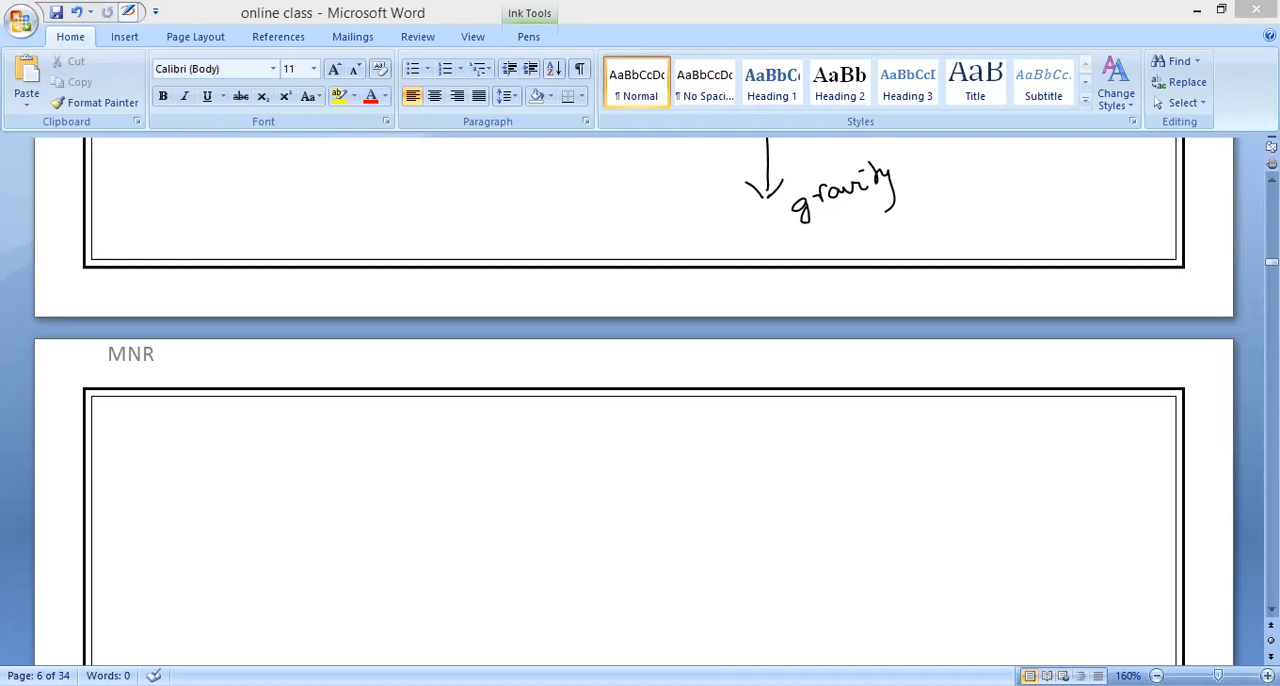 online class - Microsoft Word
Ink Tools
Home
Insert
Page Layout
References
Mailings
Review
View
Pens
Paste
Cut
Copy
Format Painter
Clipboard
Calibri (Body)
11
Font
Paragraph
AaBbCcDc
¶ Normal
AaBbCcDc
¶ No Spaci...
AaBbC
Heading 1
AaBb
Heading 2
AaBbCcI
Heading 3
AaB
Title
AaBbCc.
Subtitle
Change
Styles
Styles
Find
Replace
Select
Editing
gravity
MNR
Page: 6 of 34
Words: 0
160%